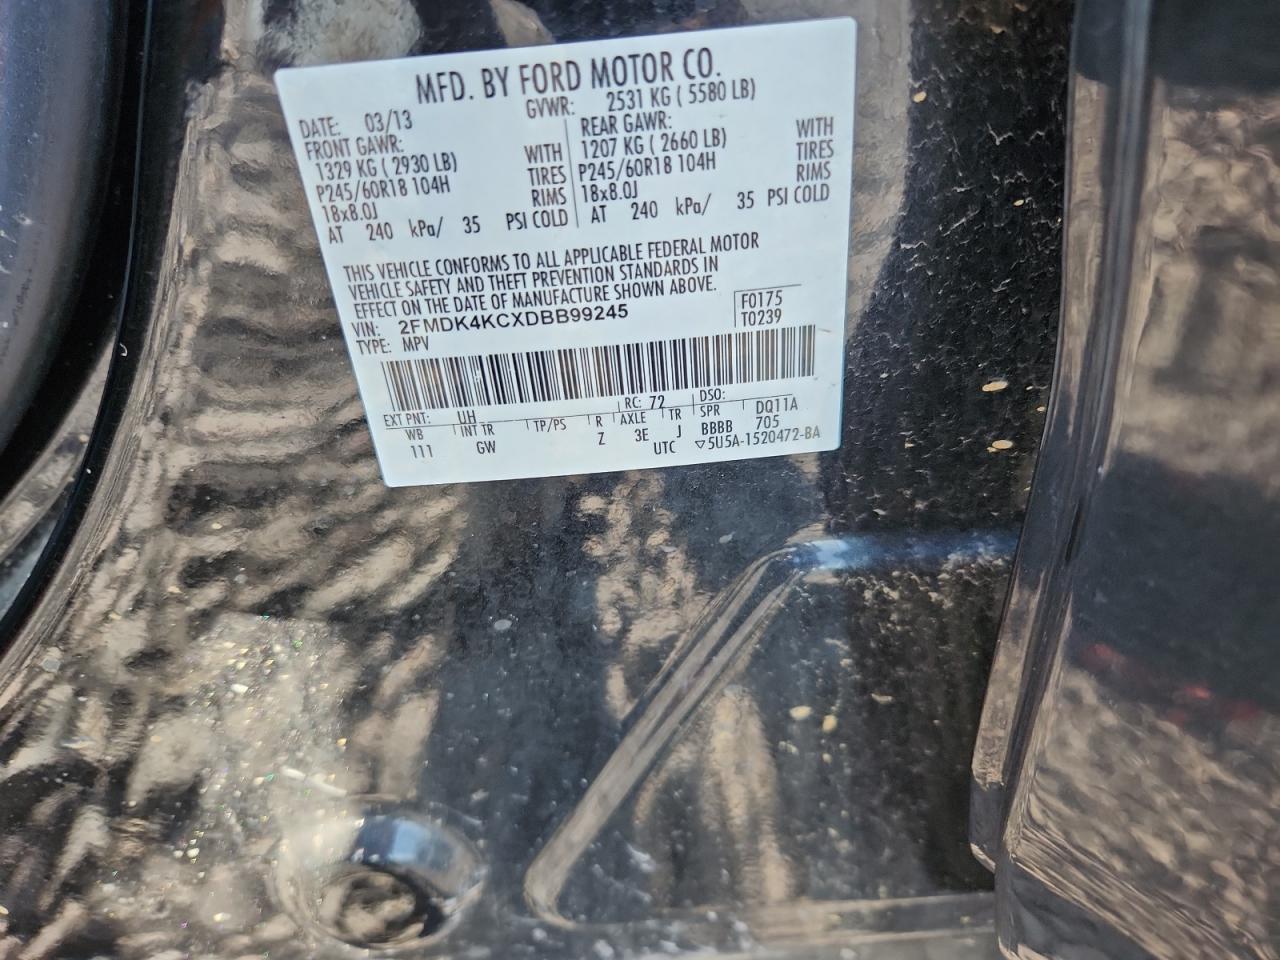 MFD. BY FORD MOTOR CO.
DATE: 03/13 GVWR: 2531 KG ( 5580 LB)
FRONT GAWR: REAR GAWR:
1329 KG ( 2930 LB) WITH 1207 KG ( 2660 LB) WITH
P245/60R18 104H TIRES P245/60R18 104H TIRES
18x8.0J RIMS 18x8.0J RIMS
AT 240 kPa/ 35 PSI COLD AT 240 kPa/ 35 PSI COLD
THIS VEHICLE CONFORMS TO ALL APPLICABLE FEDERAL MOTOR
VEHICLE SAFETY AND THEFT PREVENTION STANDARDS IN
EFFECT ON THE DATE OF MANUFACTURE SHOWN ABOVE.
VIN: 2FMDK4KCXDBB99245 F0175
TYPE: MPV T0239
EXT PNT: UH RC: 72 DSO:
WB INT TR TP/PS R AXLE TR SPR DQ11A
111 GW Z 3E J BBBB 705
UTC ▽5U5A-1520472-BA